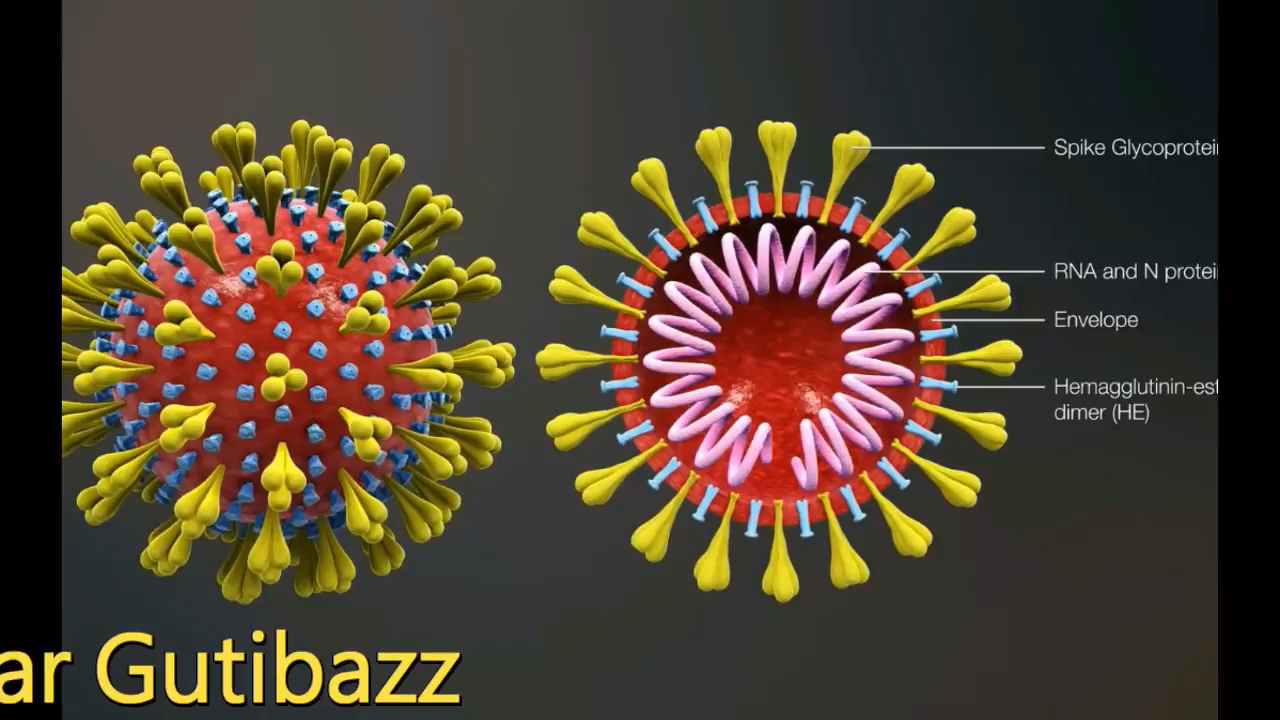 Spike Glycoprotei
RNA and N protei
Envelope
Hemagglutinin-est
dimer (HE)
ar Gutibazz